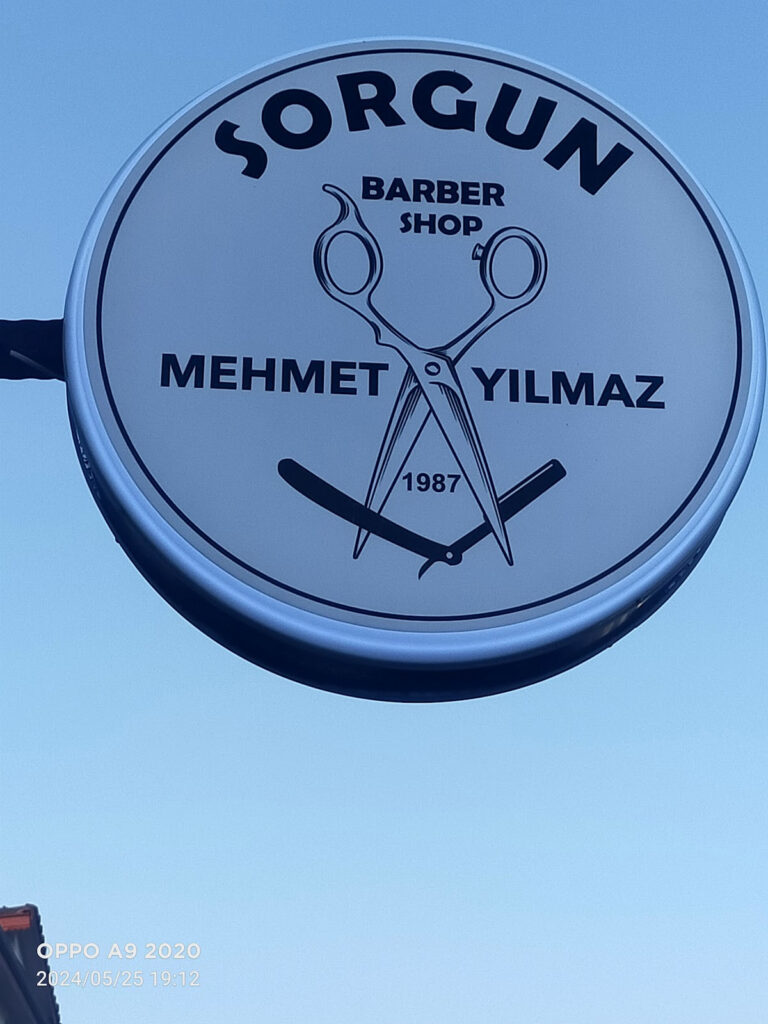 SORGUN
BARBER
SHOP
MEHMET YILMAZ
1987
OPPO A9 2020
2024/05/25 19:12